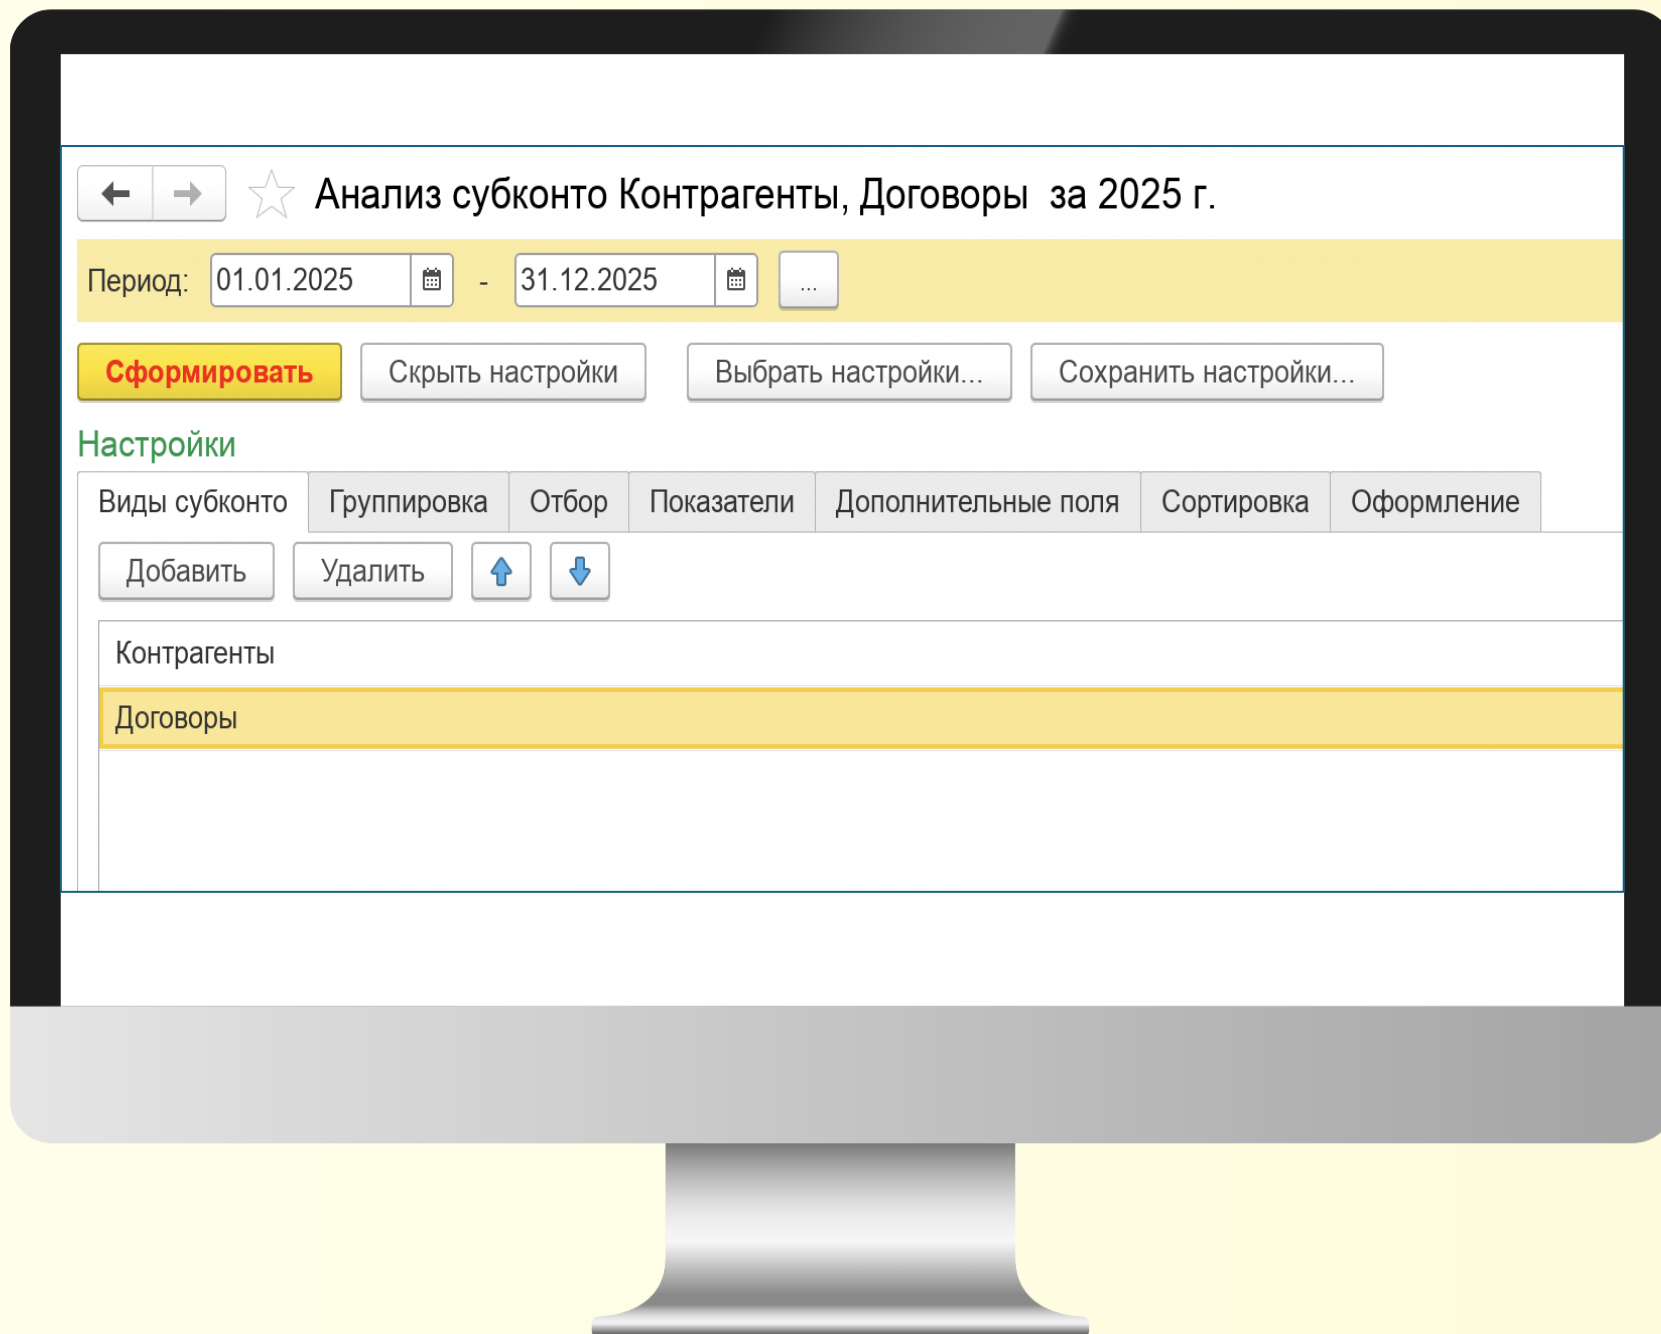 Анализ субконто Контрагенты, Договоры за 2025 г.
Период: 01.01.2025 - 31.12.2025 ...
Сформировать Скрыть настройки Выбрать настройки... Сохранить настройки...
Настройки
Виды субконто Группировка Отбор Показатели Дополнительные поля Сортировка Оформление
Добавить Удалить
Контрагенты
Договоры